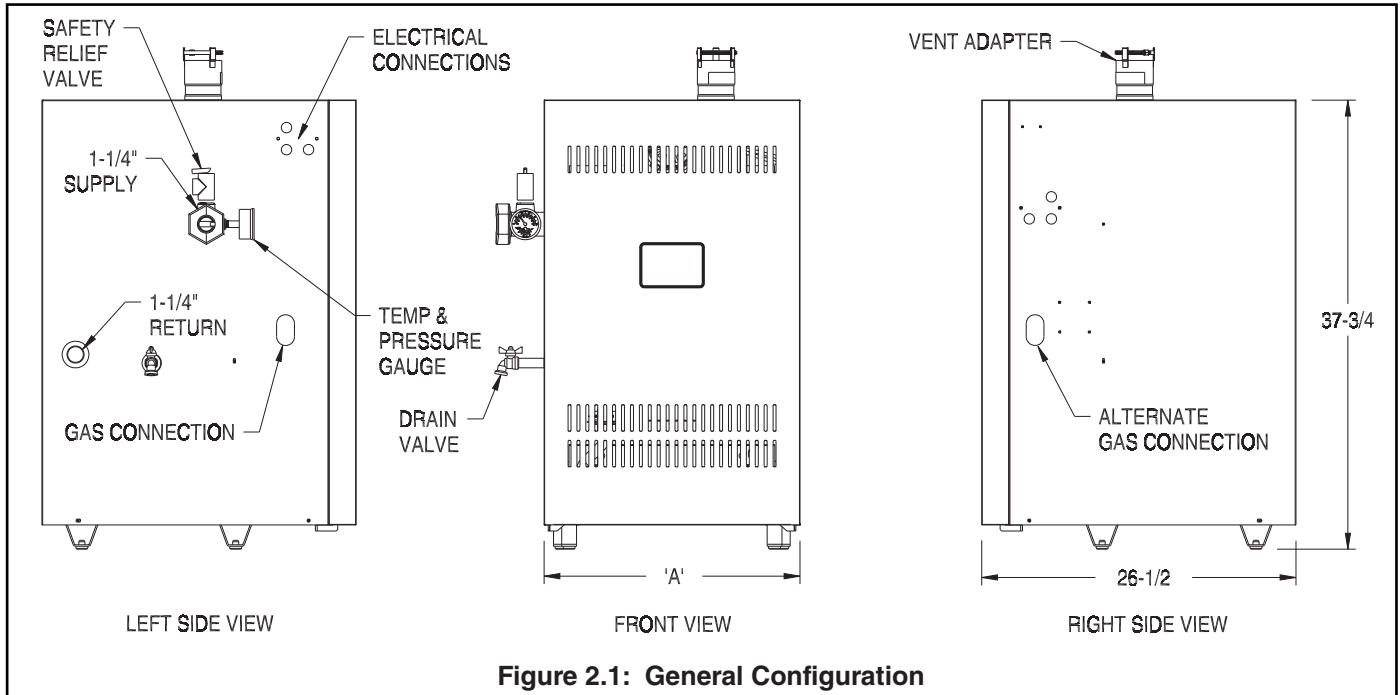 SAFETY
RELIEF
VALVE
ELECTRICAL
CONNECTIONS
1-1/4"
SUPPLY
1-1/4"
RETURN
TEMP &
PRESSURE
GAUGE
GAS CONNECTION
LEFT SIDE VIEW
DRAIN
VALVE
'A'
FRONT VIEW
VENT ADAPTER
37-3/4
ALTERNATE
GAS CONNECTION
26-1/2
RIGHT SIDE VIEW
Figure 2.1: General Configuration